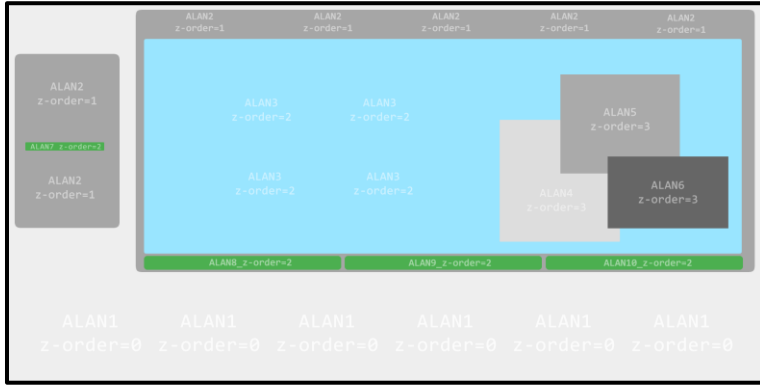 ALAN2 ALAN2 ALAN2 ALAN2 ALAN2
z-order=1 z-order=1 z-order=1 z-order=1 z-order=1
ALAN2
z-order=1
ALAN7 z-order=2
ALAN2
z-order=1
ALAN3 ALAN3
z-order=2 z-order=2
ALAN3 ALAN3
z-order=2 z-order=2
ALAN5
z-order=3
ALAN4
z-order=3
ALAN6
z-order=3
ALAN8_z-order=2 ALAN9_z-order=2 ALAN10_z-order=2
ALAN1 ALAN1 ALAN1 ALAN1 ALAN1 ALAN1
z-order=0 z-order=0 z-order=0 z-order=0 z-order=0 z-order=0